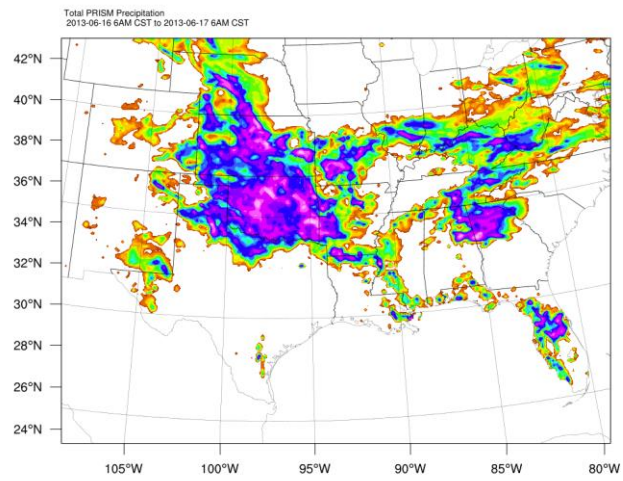 Total PRISM Precipitation
2013-06-16 6AM CST to 2013-06-17 6AM CST
42°N
40°N
38°N
36°N
34°N
32°N
30°N
28°N
26°N
24°N
105°W 100°W 95°W 90°W 85°W 80°W